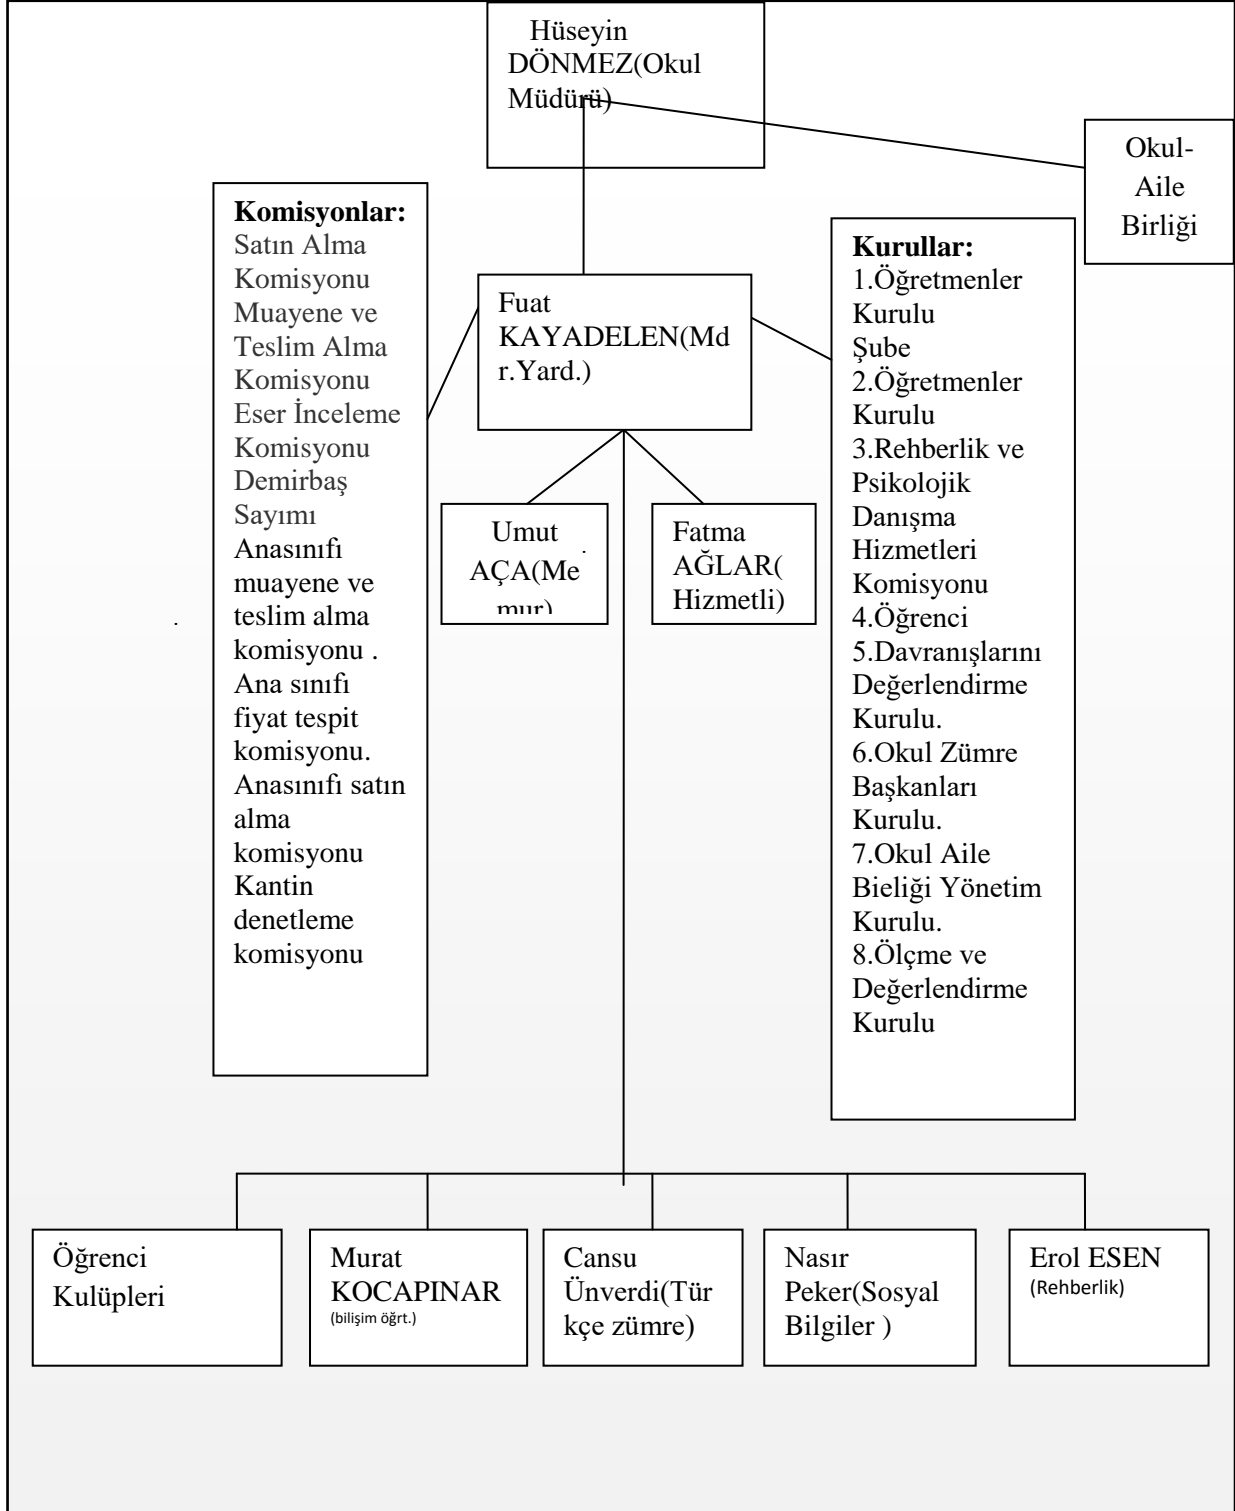 Hüseyin
DÖNMEZ(Okul
Müdürü)
Okul-
Aile
Birliği
Komisyonlar:
Satın Alma
Komisyonu
Muayene ve
Teslim Alma
Komisyonu
Eser İnceleme
Komisyonu
Demirbaş
Sayımı
Anasınıfı
muayene ve
teslim alma
komisyonu .
Ana sınıfı
fiyat tespit
komisyonu.
Anasınıfı satın
alma
komisyonu
Kantin
denetleme
komisyonu
Fuat
KAYADELEN(Md
r.Yard.)
Kurullar:
1.Öğretmenler
Kurulu
Şube
2.Öğretmenler
Kurulu
3.Rehberlik ve
Psikolojik
Danışma
Hizmetleri
Komisyonu
4.Öğrenci
5.Davranışlarını
Değerlendirme
Kurulu.
6.Okul Zümre
Başkanları
Kurulu.
7.Okul Aile
Bieliği Yönetim
Kurulu.
8.Ölçme ve
Değerlendirme
Kurulu
Umut
AÇA(Me
mur)
Fatma
AĞLAR(
Hizmetli)
Öğrenci
Kulüpleri
Murat
KOCAPINAR
(bilişim öğrt.)
Cansu
Ünverdi(Tür
kçe zümre)
Nasır
Peker(Sosyal
Bilgiler )
Erol ESEN
(Rehberlik)